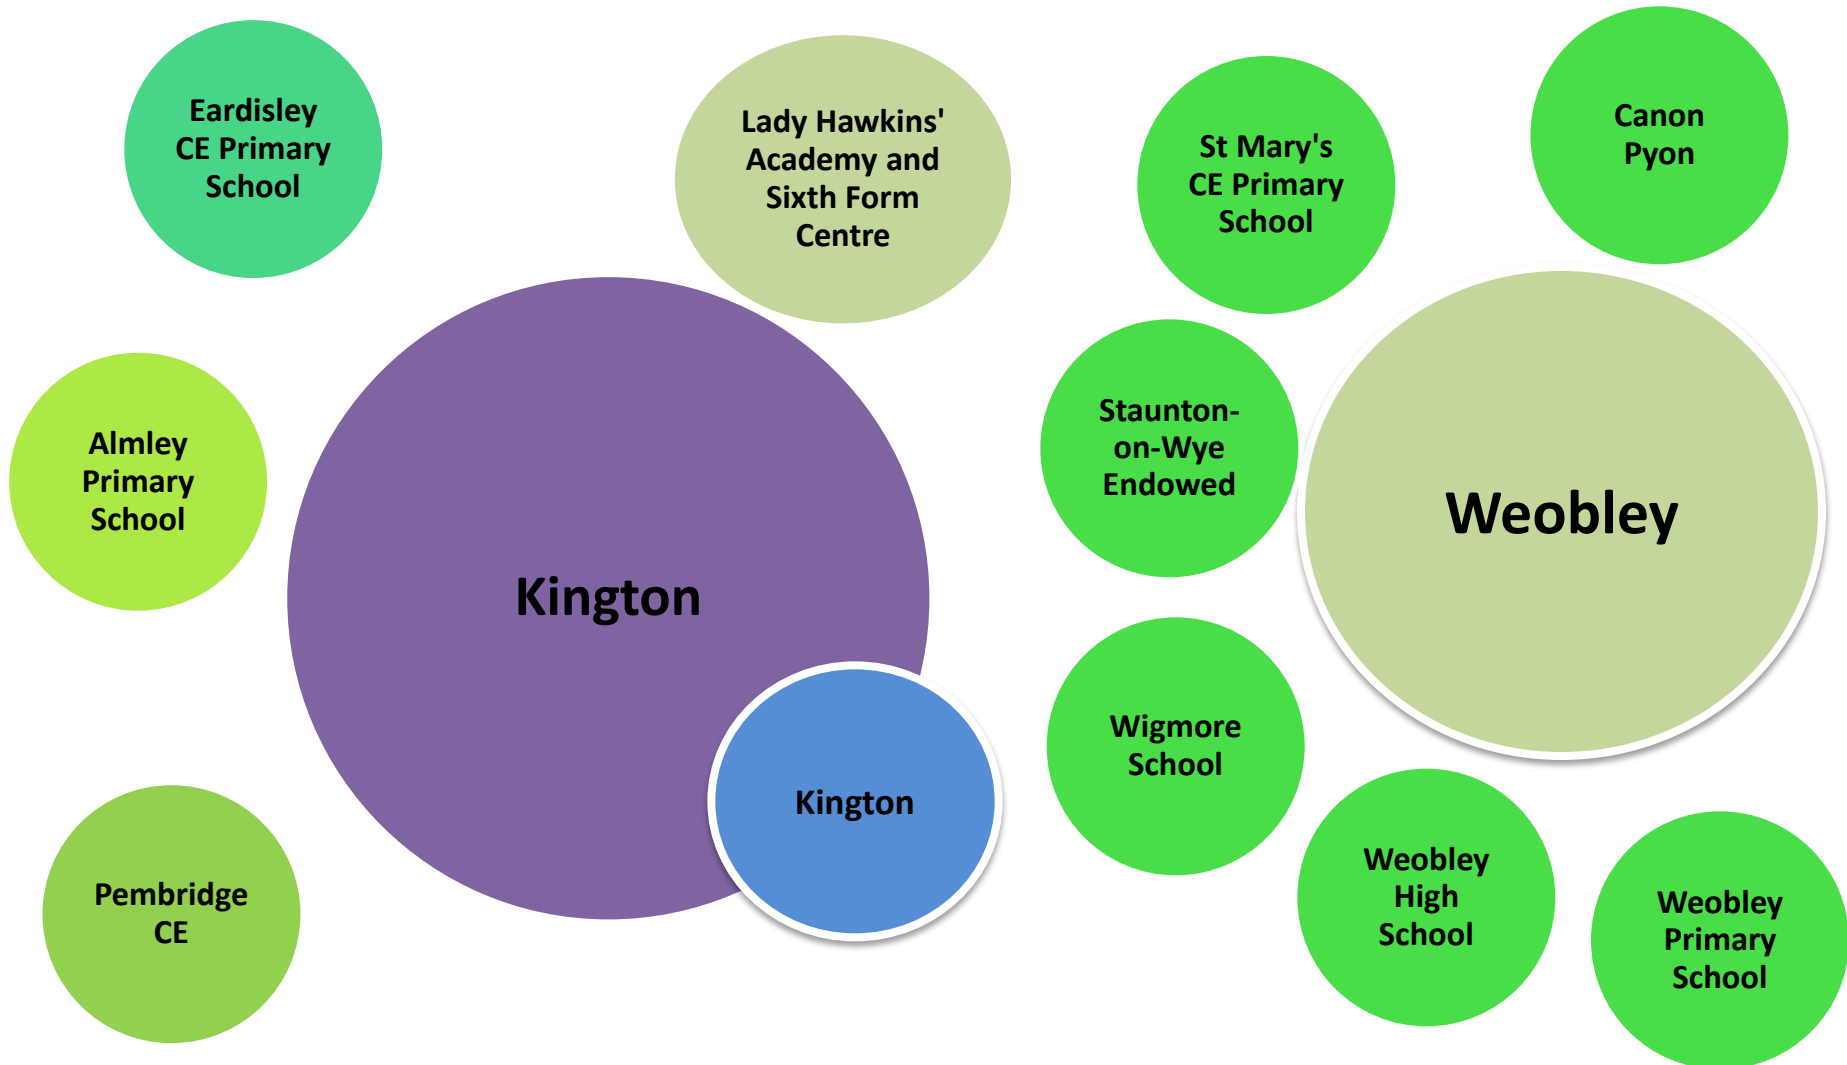 Eardisley
CE Primary
School
Lady Hawkins'
Academy and
Sixth Form
Centre
Almley
Primary
School
Kington
Kington
Pembridge
CE
St Mary's
CE Primary
School
Canon
Pyon
Staunton-
on-Wye
Endowed
Weobley
Wigmore
School
Weobley
High
School
Weobley
Primary
School